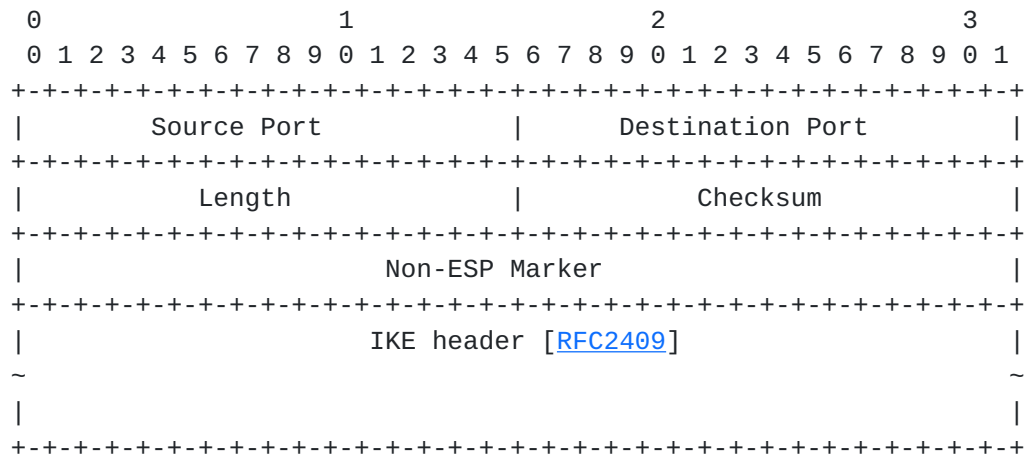 0                   1                   2                   3
 0 1 2 3 4 5 6 7 8 9 0 1 2 3 4 5 6 7 8 9 0 1 2 3 4 5 6 7 8 9 0 1
+-+-+-+-+-+-+-+-+-+-+-+-+-+-+-+-+-+-+-+-+-+-+-+-+-+-+-+-+-+-+-+-+
|        Source Port            |      Destination Port         |
+-+-+-+-+-+-+-+-+-+-+-+-+-+-+-+-+-+-+-+-+-+-+-+-+-+-+-+-+-+-+-+-+
|           Length              |           Checksum            |
+-+-+-+-+-+-+-+-+-+-+-+-+-+-+-+-+-+-+-+-+-+-+-+-+-+-+-+-+-+-+-+-+
|                       Non-ESP Marker                          |
+-+-+-+-+-+-+-+-+-+-+-+-+-+-+-+-+-+-+-+-+-+-+-+-+-+-+-+-+-+-+-+-+
|                      IKE header [RFC2409]                     |
~                                                               ~
|                                                               |
+-+-+-+-+-+-+-+-+-+-+-+-+-+-+-+-+-+-+-+-+-+-+-+-+-+-+-+-+-+-+-+-+